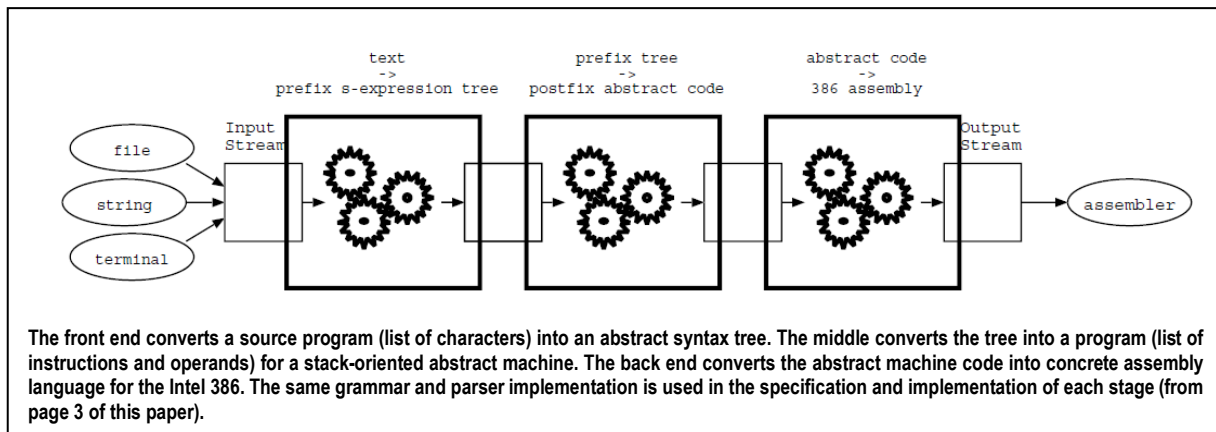 text
->
prefix s-expression tree
prefix tree
->
postfix abstract code
abstract code
->
386 assembly
Input
Stream
Output
Stream
file
string
terminal
assembler
The front end converts a source program (list of characters) into an abstract syntax tree. The middle converts the tree into a program (list of
instructions and operands) for a stack-oriented abstract machine. The back end converts the abstract machine code into concrete assembly
language for the Intel 386. The same grammar and parser implementation is used in the specification and implementation of each stage (from
page 3 of this paper).